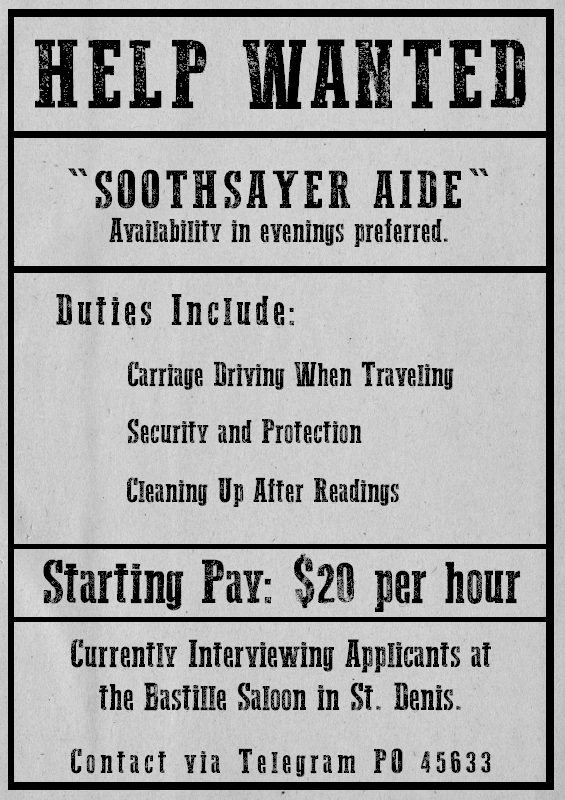 HELP WANTED
``SOOTHSAYER AIDE``
Availability in evenings preferred.
Duties Include:
Carriage Driving When Traveling
Security and Protection
Cleaning Up After Readings
Starting Pay: $20 per hour
Currently Interviewing Applicants at
the Bastille Saloon in St. Denis.
Contact via Telegram PO 45633